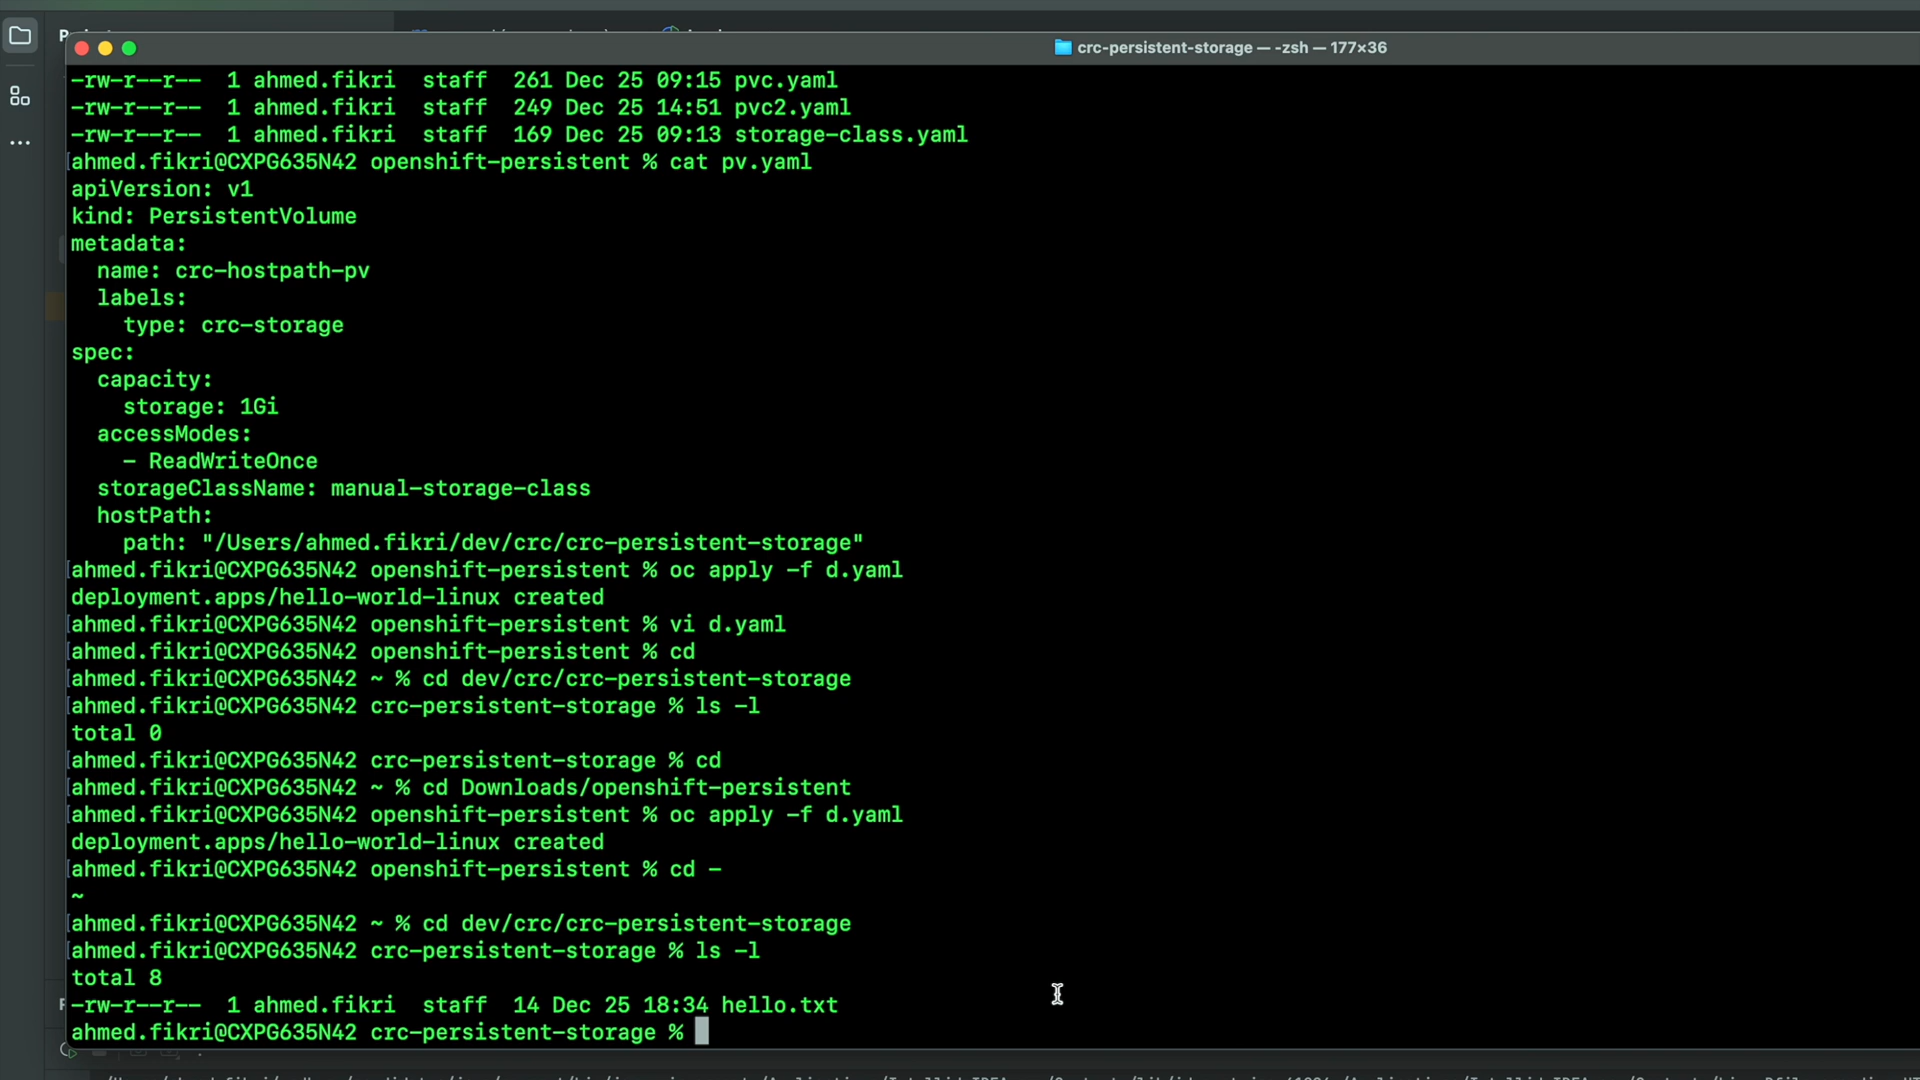 crc-persistent-storage — -zsh — 177×36
-rw-r--r--  1 ahmed.fikri  staff  261 Dec 25 09:15 pvc.yaml
-rw-r--r--  1 ahmed.fikri  staff  249 Dec 25 14:51 pvc2.yaml
-rw-r--r--  1 ahmed.fikri  staff  169 Dec 25 09:13 storage-class.yaml
ahmed.fikri@CXPG635N42 openshift-persistent % cat pv.yaml
apiVersion: v1
kind: PersistentVolume
metadata:
  name: crc-hostpath-pv
  labels:
    type: crc-storage
spec:
  capacity:
    storage: 1Gi
  accessModes:
    - ReadWriteOnce
  storageClassName: manual-storage-class
  hostPath:
    path: "/Users/ahmed.fikri/dev/crc/crc-persistent-storage"
ahmed.fikri@CXPG635N42 openshift-persistent % oc apply -f d.yaml
deployment.apps/hello-world-linux created
ahmed.fikri@CXPG635N42 openshift-persistent % vi d.yaml
ahmed.fikri@CXPG635N42 openshift-persistent % cd
ahmed.fikri@CXPG635N42 ~ % cd dev/crc/crc-persistent-storage
ahmed.fikri@CXPG635N42 crc-persistent-storage % ls -l
total 0
ahmed.fikri@CXPG635N42 crc-persistent-storage % cd
ahmed.fikri@CXPG635N42 ~ % cd Downloads/openshift-persistent
ahmed.fikri@CXPG635N42 openshift-persistent % oc apply -f d.yaml
deployment.apps/hello-world-linux created
ahmed.fikri@CXPG635N42 openshift-persistent % cd -
~
ahmed.fikri@CXPG635N42 ~ % cd dev/crc/crc-persistent-storage
ahmed.fikri@CXPG635N42 crc-persistent-storage % ls -l
total 8
-rw-r--r--  1 ahmed.fikri  staff  14 Dec 25 18:34 hello.txt
ahmed.fikri@CXPG635N42 crc-persistent-storage %